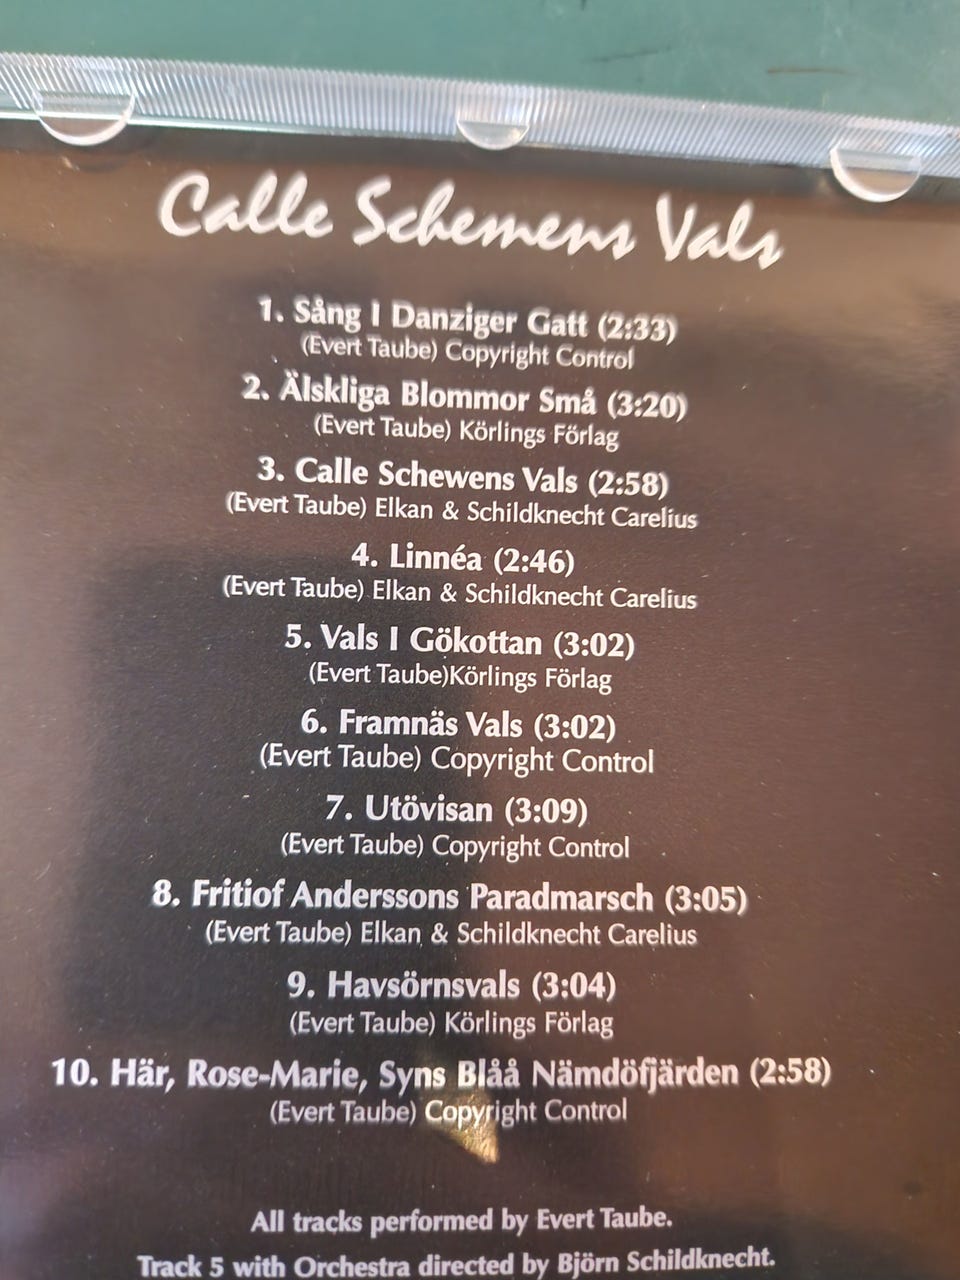 Calle Schemens Vals
1. Sång I Danziger Gatt (2:33)
(Evert Taube) Copyright Control
2. Älskliga Blommor Små (3:20)
(Evert Taube) Körlings Förlag
3. Calle Schewens Vals (2:58)
(Evert Taube) Elkan & Schildknecht Carelius
4. Linnéa (2:46)
(Evert Taube) Elkan & Schildknecht Carelius
5. Vals I Gökottan (3:02)
(Evert Taube)Körlings Förlag
6. Framnäs Vals (3:02)
(Evert Taube) Copyright Control
7. Utövisan (3:09)
(Evert Taube) Copyright Control
8. Fritiof Anderssons Paradmarsch (3:05)
(Evert Taube) Elkan & Schildknecht Carelius
9. Havsörnsvals (3:04)
(Evert Taube) Körlings Förlag
10. Här, Rose-Marie, Syns Blåå Nämdöfjärden (2:58)
(Evert Taube) Copyright Control
All tracks performed by Evert Taube.
Track 5 with Orchestra directed by Björn Schildknecht.